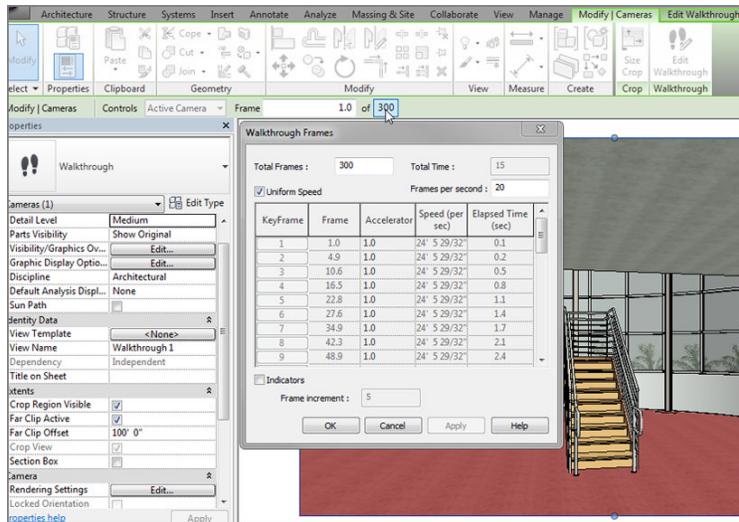 Architecture Structure Systems Insert Annotate Analyze Massing & Site Collaborate View Manage Modify | Cameras Edit Walkthrough
Modify Properties Paste Cope Cut Join Size Crop Edit Walkthrough
Select Properties Clipboard Geometry Modify View Measure Create Crop Walkthrough
Modify | Cameras Controls Active Camera Frame 1.0 of 300
Properties
Walkthrough
Cameras (1) Edit Type
Detail Level Medium
Parts Visibility Show Original
Visibility/Graphics Ov... Edit...
Graphic Display Optio... Edit...
Discipline Architectural
Default Analysis Displ... None
Sun Path
Identity Data
View Template <None>
View Name Walkthrough 1
Dependency Independent
Title on Sheet
Extents
Crop Region Visible
Far Clip Active
Far Clip Offset 100' 0"
Crop View
Section Box
Camera
Rendering Settings Edit...
Locked Orientation
Properties help Apply
Walkthrough Frames
Total Frames : 300 Total Time : 15
Uniform Speed Frames per second : 20
KeyFrame Frame Accelerator Speed (per sec) Elapsed Time (sec)
1 1.0 1.0 24' 5 29/32" 0.1
2 4.9 1.0 24' 5 29/32" 0.2
3 10.6 1.0 24' 5 29/32" 0.5
4 16.5 1.0 24' 5 29/32" 0.8
5 22.8 1.0 24' 5 29/32" 1.1
6 27.6 1.0 24' 5 29/32" 1.4
7 34.9 1.0 24' 5 29/32" 1.7
8 42.3 1.0 24' 5 29/32" 2.1
9 48.9 1.0 24' 5 29/32" 2.4
Indicators
Frame increment : 5
OK Cancel Apply Help